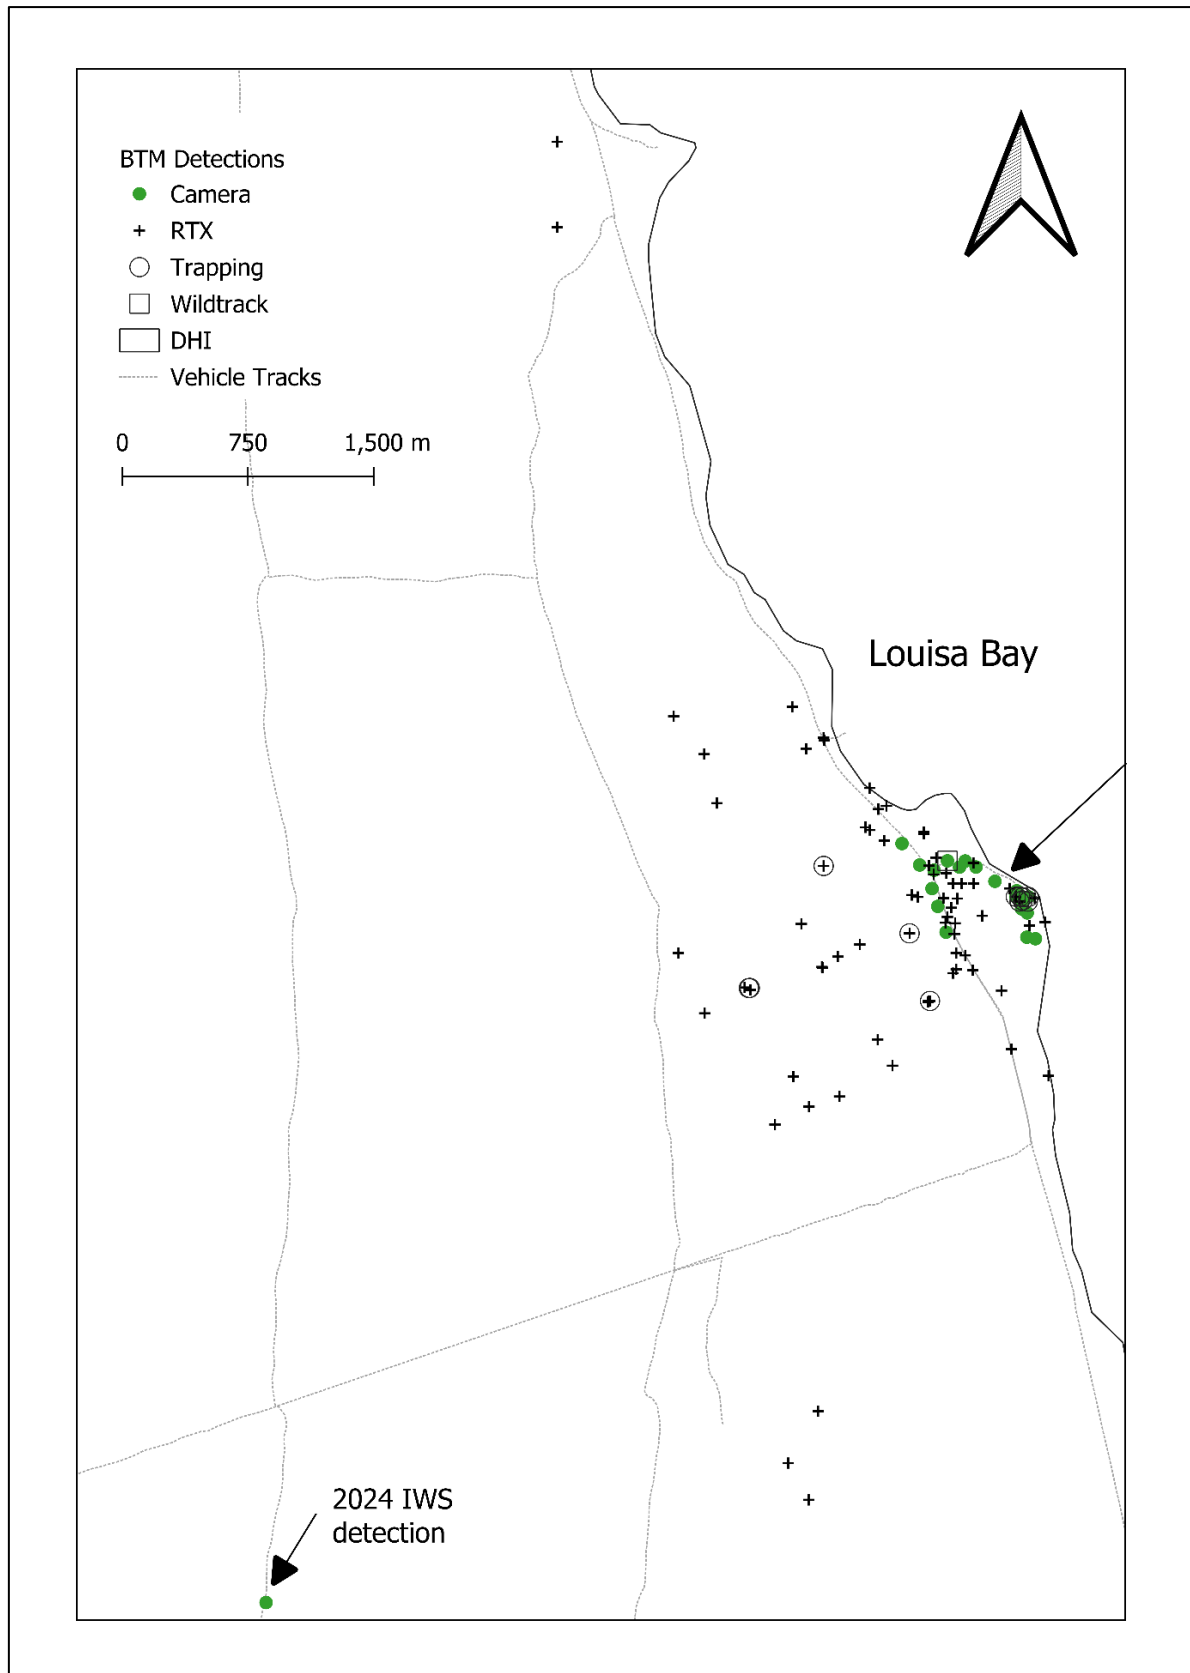 BTM Detections
Camera
RTX
Trapping
Wildtrack
DHI
Vehicle Tracks
0 750 1,500 m
Louisa Bay
2024 IWS
detection